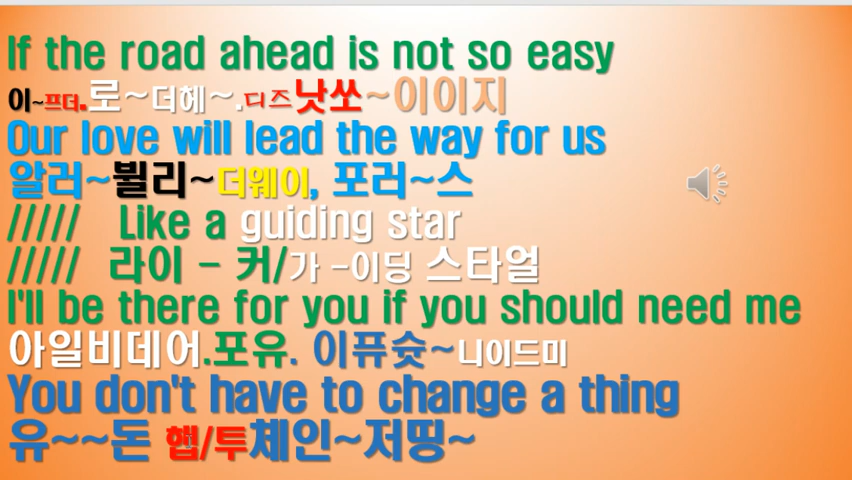 If the road ahead is not so easy
이~프더.로~더헤~.디즈낫쏘~이이지
Our love will lead the way for us
알러~뷜리~더웨이, 포러~스
///// Like a guiding star
///// 라이 - 커/가 -이딩 스타얼
I'll be there for you if you should need me
아일비데어.포유. 이퓨슛~니이드미
You don't have to change a thing
유~~돈 햅/투체인~저띵~